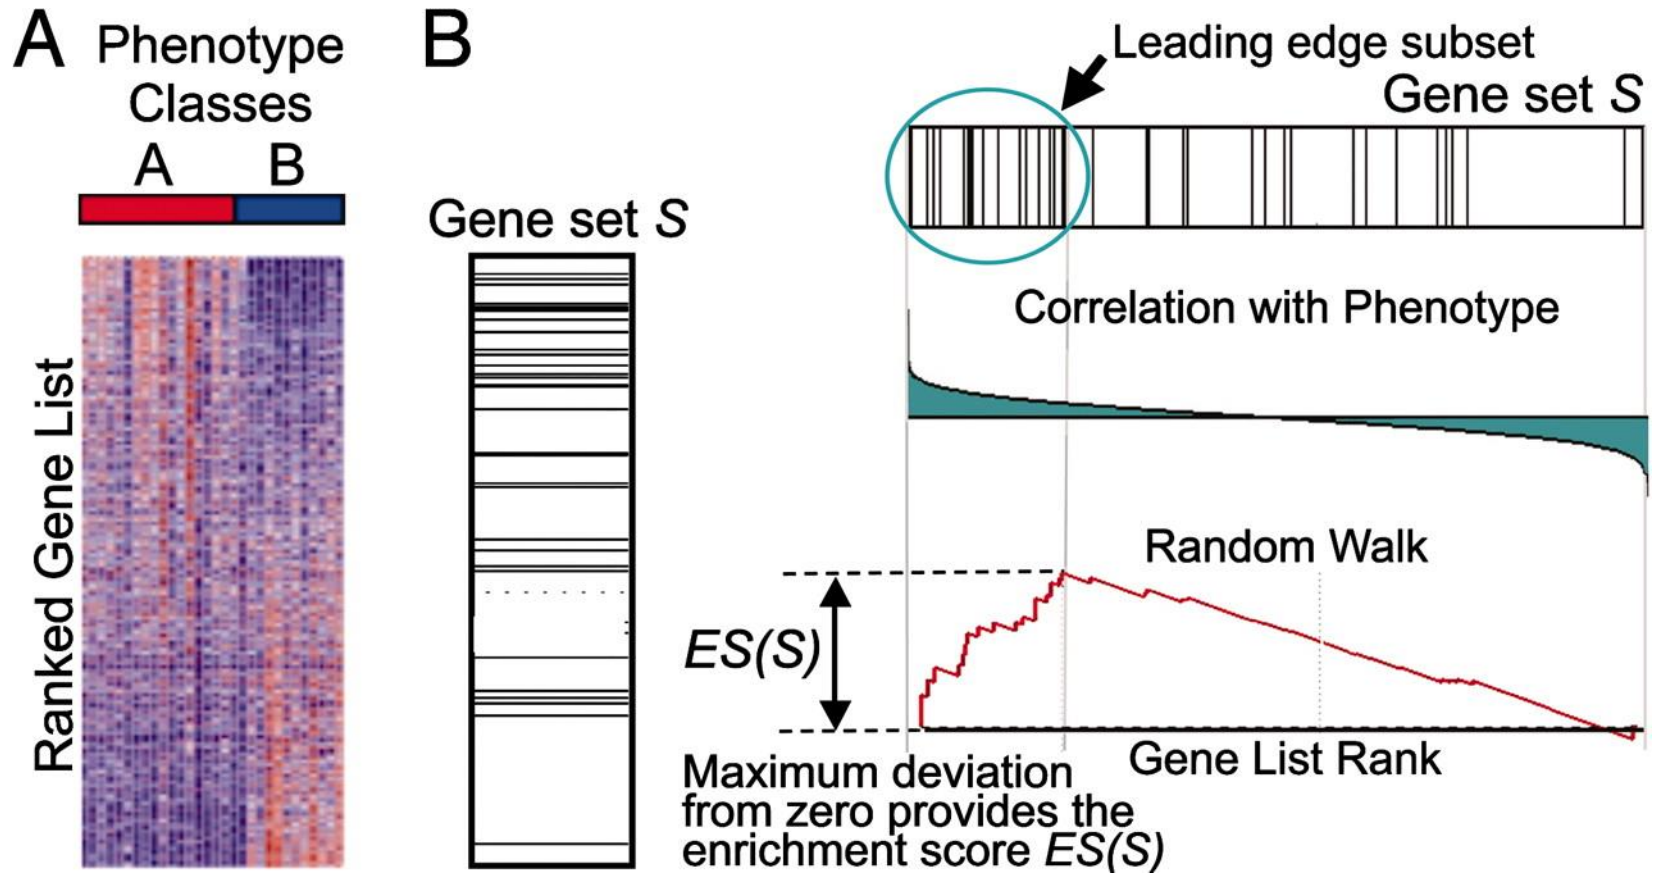 A
Phenotype
Classes
A
B
Ranked Gene List
B
Gene set S
Leading edge subset
Gene set S
Correlation with Phenotype
Random Walk
ES(S)
Gene List Rank
Maximum deviation
from zero provides the
enrichment score ES(S)